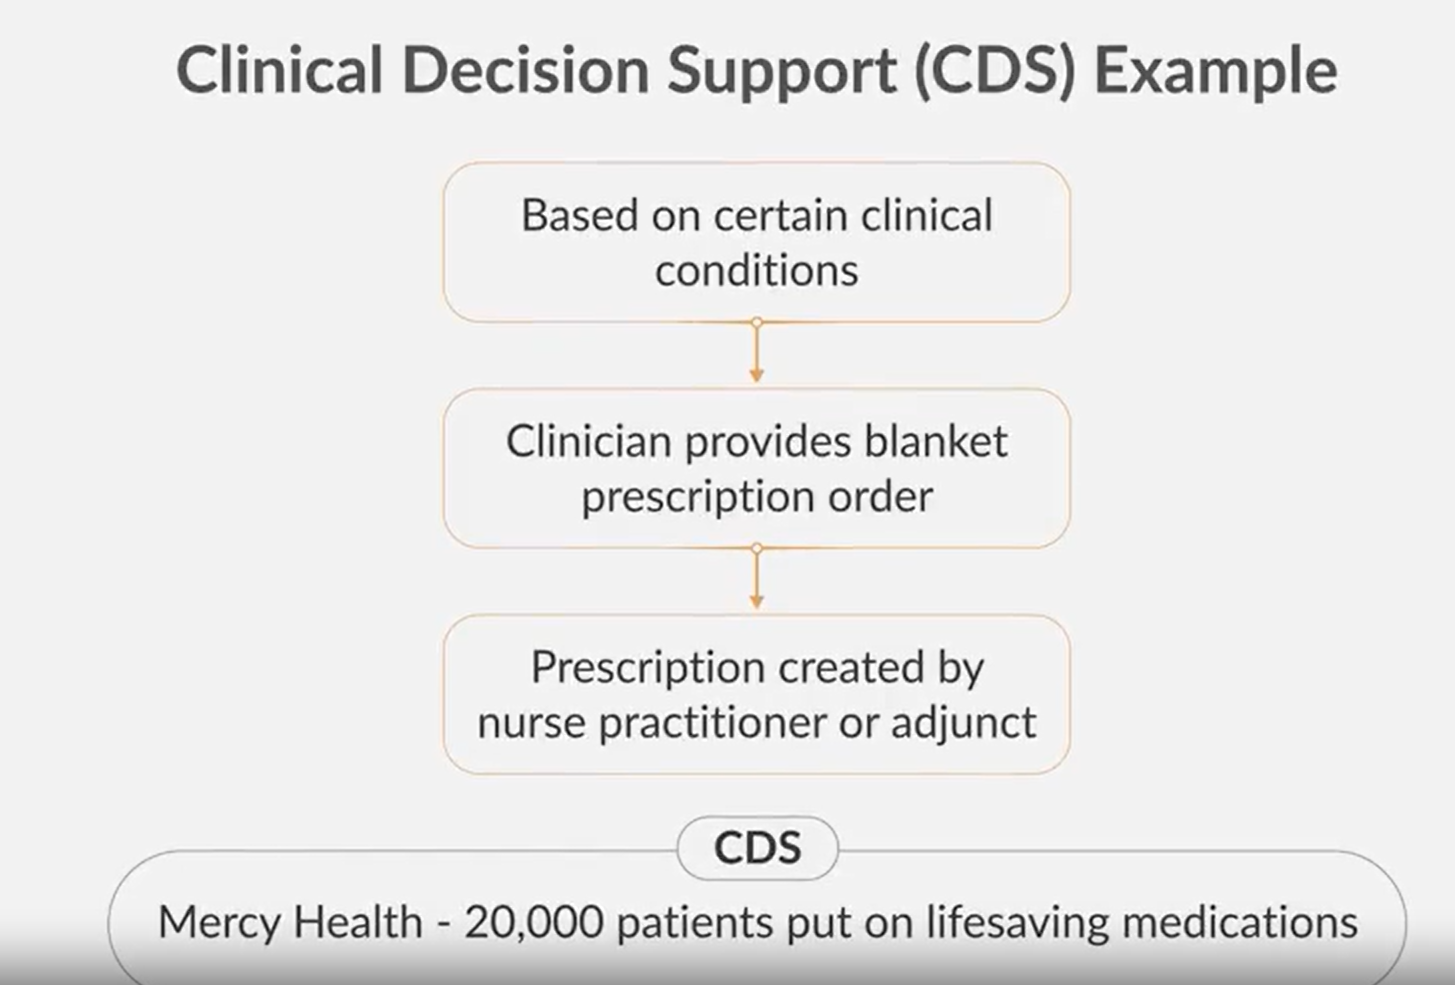 Clinical Decision Support (CDS) Example
Based on certain clinical
conditions
Clinician provides blanket
prescription order
Prescription created by
nurse practitioner or adjunct
CDS
Mercy Health - 20,000 patients put on lifesaving medications